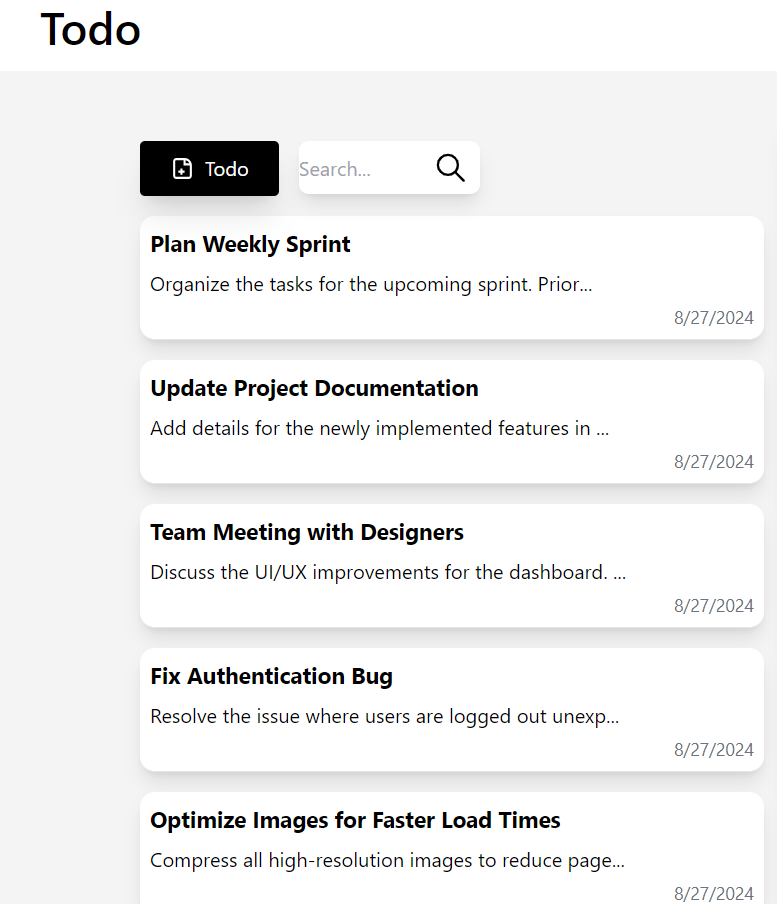 Todo
Todo
Search...
Plan Weekly Sprint
Organize the tasks for the upcoming sprint. Prior...
8/27/2024
Update Project Documentation
Add details for the newly implemented features in ...
8/27/2024
Team Meeting with Designers
Discuss the UI/UX improvements for the dashboard. ...
8/27/2024
Fix Authentication Bug
Resolve the issue where users are logged out unexp...
8/27/2024
Optimize Images for Faster Load Times
Compress all high-resolution images to reduce page...
8/27/2024